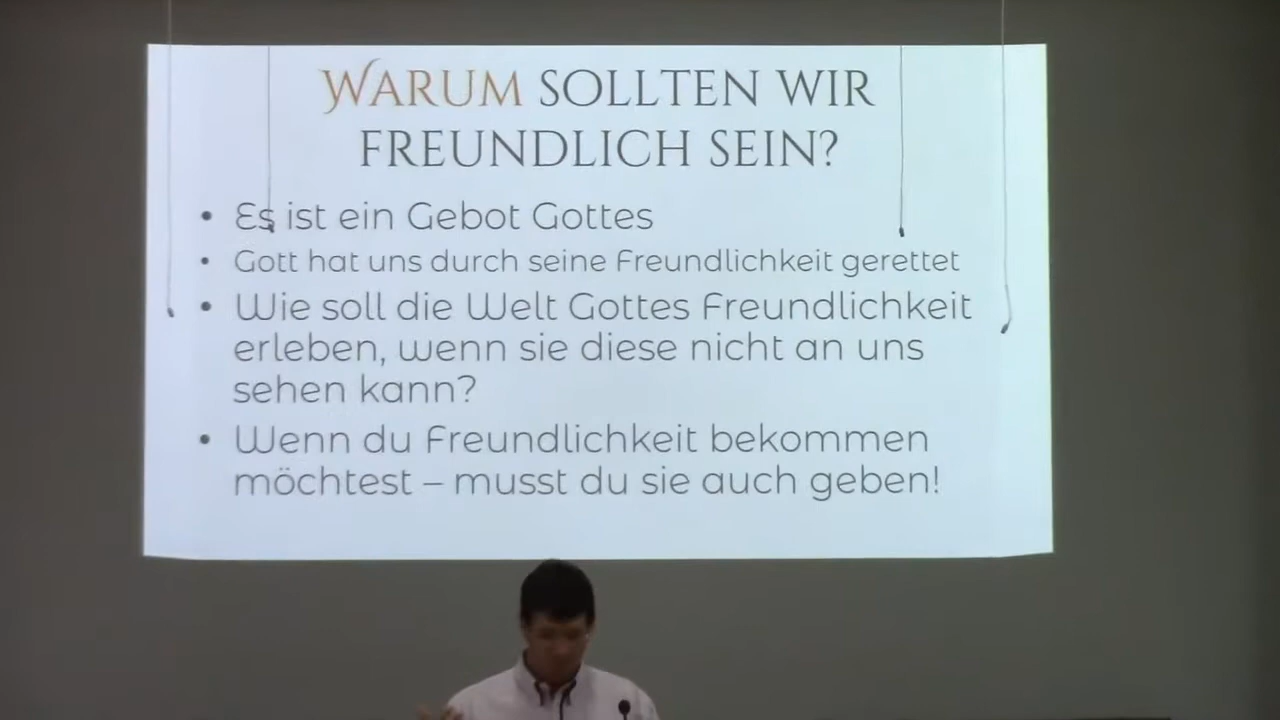 WARUM SOLLTEN WIR
FREUNDLICH SEIN?
• Es ist ein Gebot Gottes
• Gott hat uns durch seine Freundlichkeit gerettet
• Wie soll die Welt Gottes Freundlichkeit
erleben, wenn sie diese nicht an uns
sehen kann?
• Wenn du Freundlichkeit bekommen
möchtest – musst du sie auch geben!